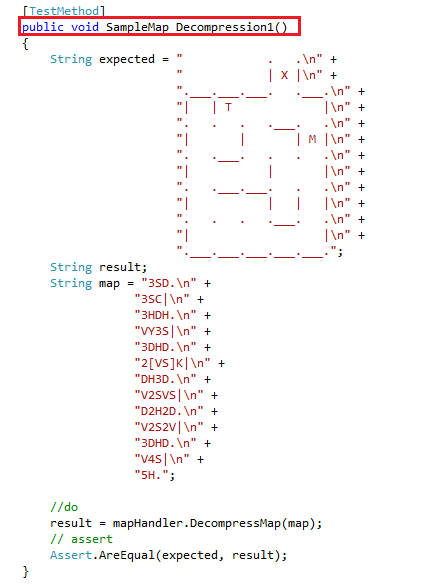 [TestMethod]
public void SampleMap_Decompression1()
{
    String expected = "            .   .\n" +
                      "            | X |\n" +
                      ".___.___.___.   .___.\n" +
                      "|   | T             |\n" +
                      ".   .   .   .___.   .\n" +
                      "|       |       | M |\n" +
                      ".   .___.   .   .   .\n" +
                      "|           |       |\n" +
                      ".   .___.___.   .   .\n" +
                      "|           |   |   |\n" +
                      ".   .   .   .___.   .\n" +
                      "|                   |\n" +
                      ".___.___.___.___.___.";
    String result;
    String map = "3SD.\n" +
                "3SC|\n" +
                "3HDH.\n" +
                "VY3S|\n" +
                "3DHD.\n" +
                "2[VS]K|\n" +
                "DH3D.\n" +
                "V2SVS|\n" +
                "D2H2D.\n" +
                "V2S2V|\n" +
                "3DHD.\n" +
                "V4S|\n" +
                "5H.";
    //do
    result = mapHandler.DecompressMap(map);
    // assert
    Assert.AreEqual(expected, result);
}